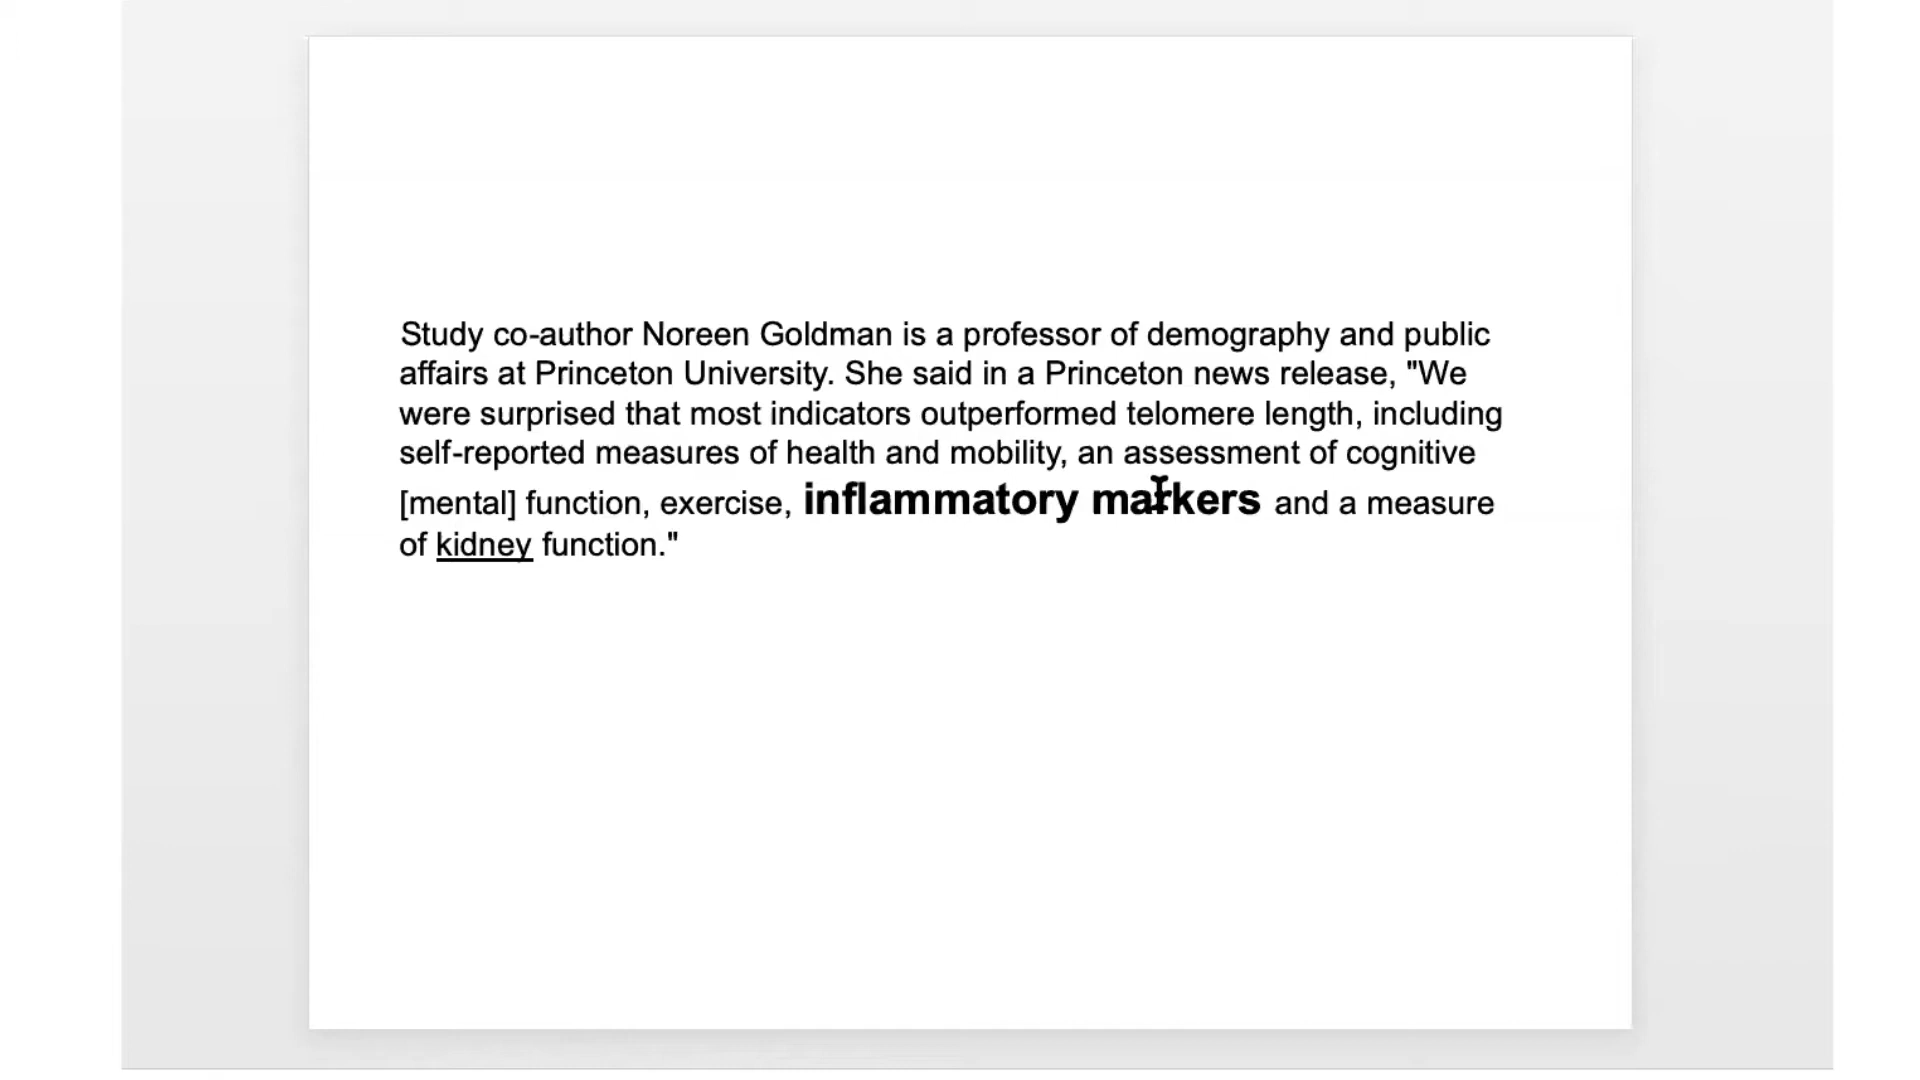 Study co-author Noreen Goldman is a professor of demography and public
affairs at Princeton University. She said in a Princeton news release, "We
were surprised that most indicators outperformed telomere length, including
self-reported measures of health and mobility, an assessment of cognitive
[mental] function, exercise, inflammatory markers and a measure
of kidney function."